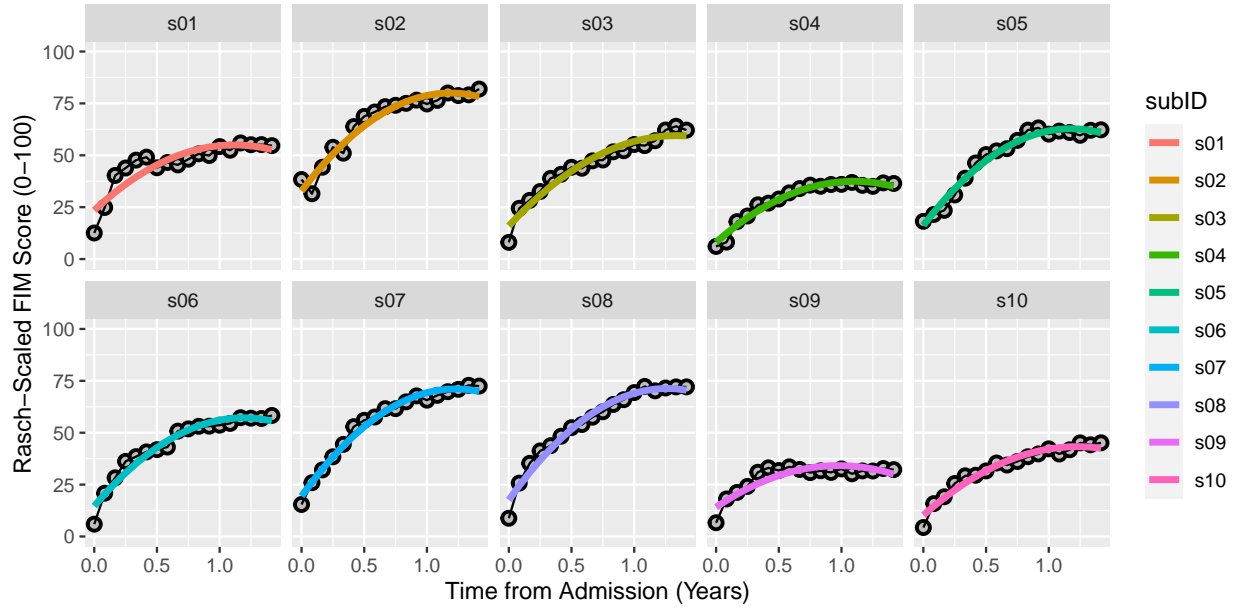 s01 s02 s03 s04 s05
100
75
50
25
0
s06 s07 s08 s09 s10
100
75
50
25
0
0.0 0.5 1.0 0.0 0.5 1.0 0.0 0.5 1.0 0.0 0.5 1.0 0.0 0.5 1.0
Time from Admission (Years)
Rasch−Scaled FIM Score (0−100)
subID
s01
s02
s03
s04
s05
s06
s07
s08
s09
s10